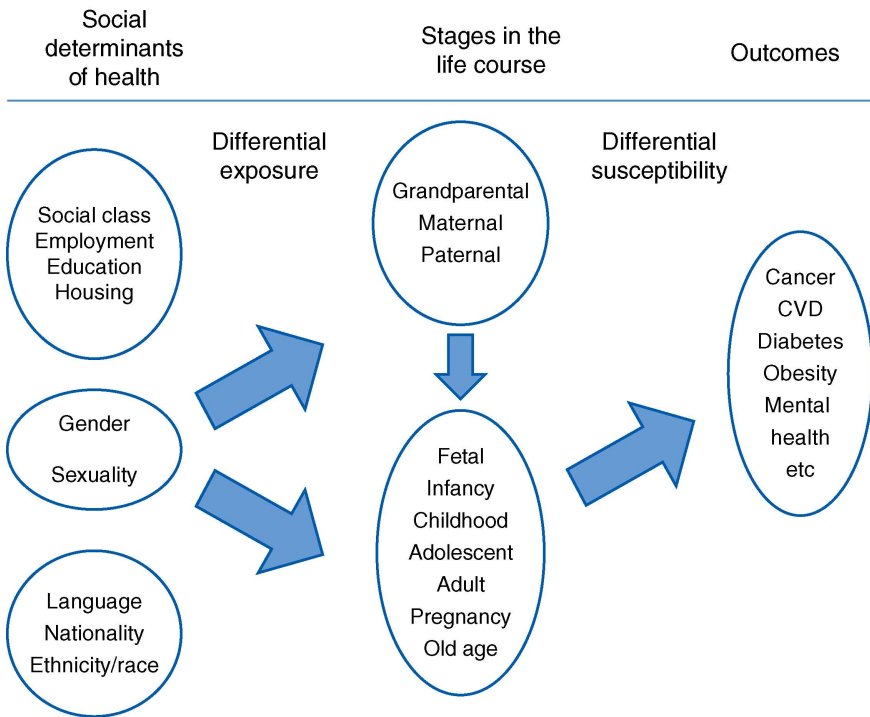 Social
determinants
of health
Stages in the
life course
Outcomes
Differential
exposure
Differential
susceptibility
Social class
Employment
Education
Housing
Gender
Sexuality
Language
Nationality
Ethnicity/race
Grandparental
Maternal
Paternal
Fetal
Infancy
Childhood
Adolescent
Adult
Pregnancy
Old age
Cancer
CVD
Diabetes
Obesity
Mental
health
etc